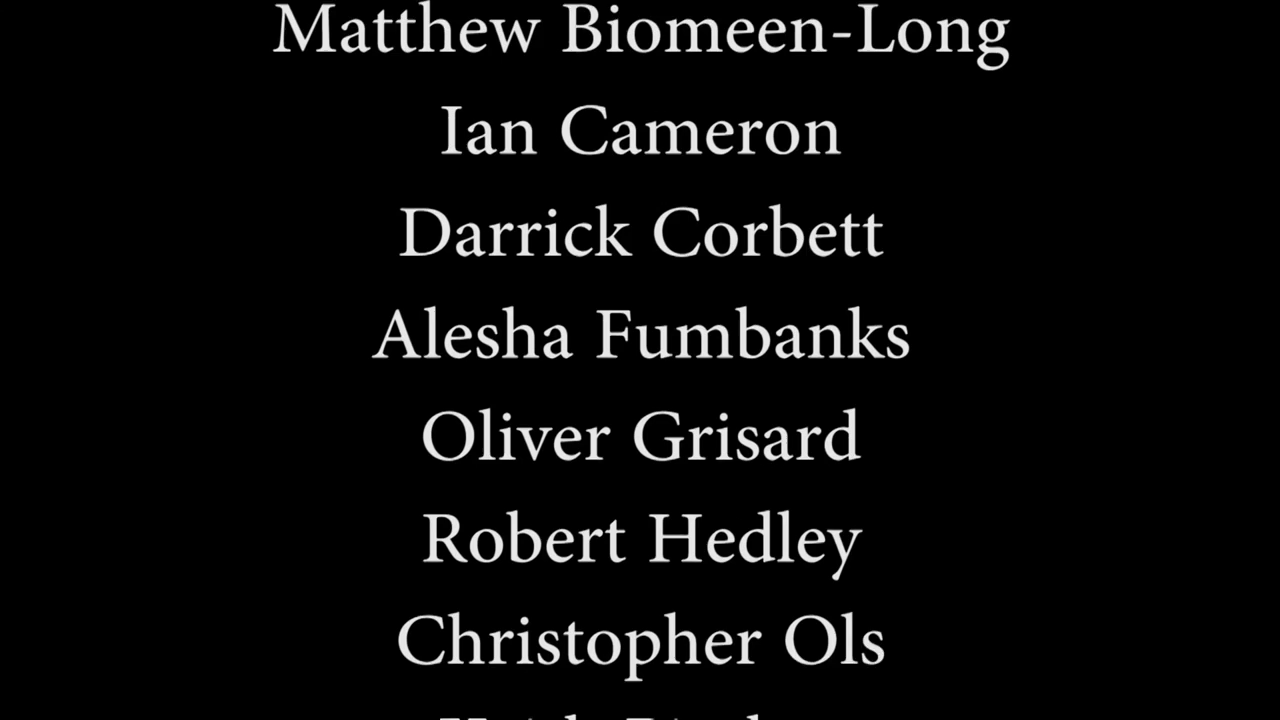 Matthew Biomeen-Long
Ian Cameron
Darrick Corbett
Alesha Fumbanks
Oliver Grisard
Robert Hedley
Christopher Ols